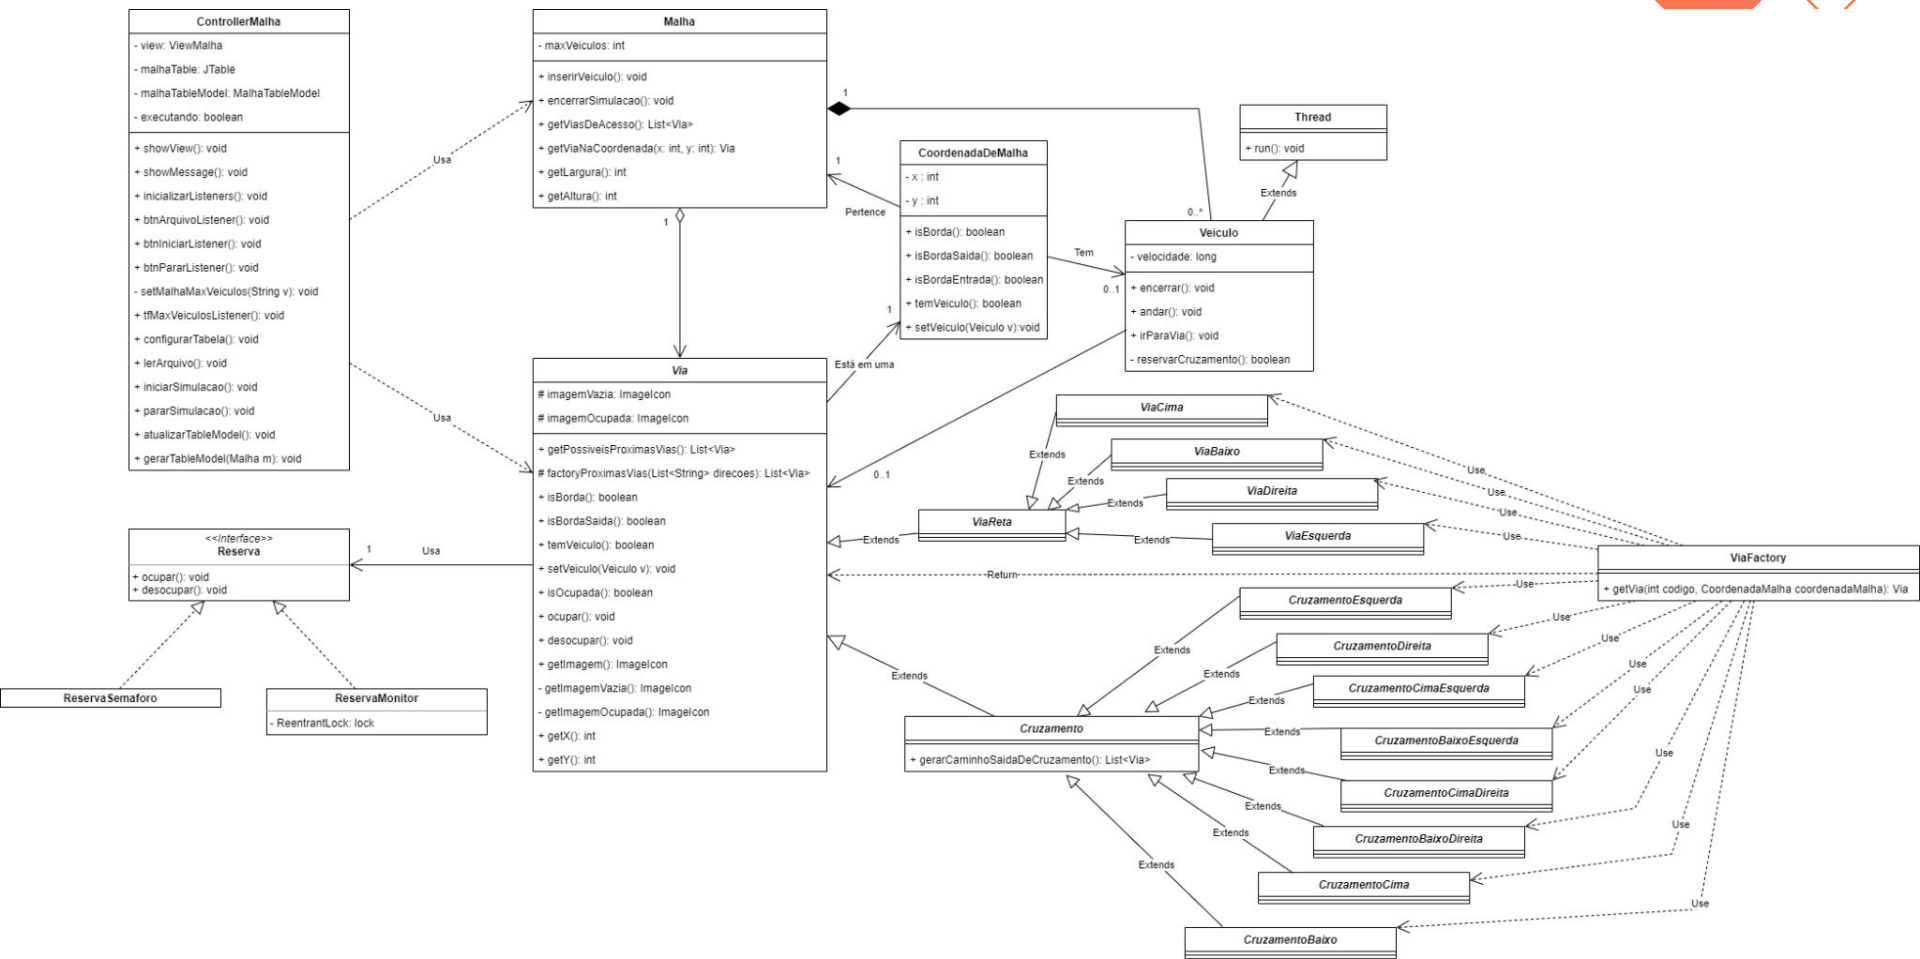 ControllerMalha
- view: ViewMalha
- malhaTable: JTable
- malhaTableModel: MalhaTableModel
- executando: boolean
+ showView(): void
+ showMessage(): void
+ inicializarListeners(): void
+ btnArquivoListener(): void
+ btnIniciarListener(): void
+ btnPararListener(): void
- setMalhaMaxVeiculos(String v): void
+ tfMaxVeiculosListener(): void
+ configurarTabela(): void
+ lerArquivo(): void
+ iniciarSimulacao(): void
+ pararSimulacao(): void
+ atualizarTableModel(): void
+ gerarTableModel(Malha m): void
Usa
Usa
Malha
- maxVeiculos: int
+ inserirVeiculo(): void
+ encerrarSimulacao(): void
+ getViasDeAcesso(): List<Via>
+ getViaNaCoordenada(x: int, y: int): Via
+ getLargura(): int
+ getAltura(): int
1
1
1
Pertence
CoordenadaDeMalha
- x : int
- y : int
+ isBorda(): boolean
+ isBordaSaida(): boolean
+ isBordaEntrada(): boolean
+ temVeiculo(): boolean
+ setVeiculo(Veiculo v):void
Tem
0..1
0..*
1
Está em uma
Thread
+ run(): void
Extends
Veiculo
- velocidade: long
+ encerrar(): void
+ andar(): void
+ irParaVia(): void
- reservarCruzamento(): boolean
0..1
Via
# imagemVazia: ImageIcon
# imagemOcupada: ImageIcon
+ getPossiveisProximasVias(): List<Via>
# factoryProximasVias(List<String> direcoes): List<Via>
+ isBorda(): boolean
+ isBordaSaida(): boolean
+ temVeiculo(): boolean
+ setVeiculo(Veiculo v): void
+ isOcupada(): boolean
+ ocupar(): void
+ desocupar(): void
+ getImagem(): ImageIcon
- getImagemVazia(): ImageIcon
- getImagemOcupada(): ImageIcon
+ getX(): int
+ getY(): int
<<Interface>>
Reserva
+ ocupar(): void
+ desocupar(): void
1
Usa
ReservaSemaforo
ReservaMonitor
- ReentrantLock: lock
ViaCima
ViaBaixo
ViaDireita
ViaEsquerda
Extends
Extends
Extends
Extends
ViaReta
Extends
Return
Use
Use
Use
Use
ViaFactory
+ getVia(int codigo, CoordenadaMalha coordenadaMalha): Via
Use
Use
Use
Use
Use
Use
Use
Use
CruzamentoEsquerda
CruzamentoDireita
CruzamentoCimaEsquerda
CruzamentoBaixoEsquerda
CruzamentoCimaDireita
CruzamentoBaixoDireita
CruzamentoCima
CruzamentoBaixo
Extends
Extends
Extends
Extends
Extends
Extends
Extends
Extends
Extends
Cruzamento
+ gerarCaminhoSaidaDeCruzamento(): List<Via>